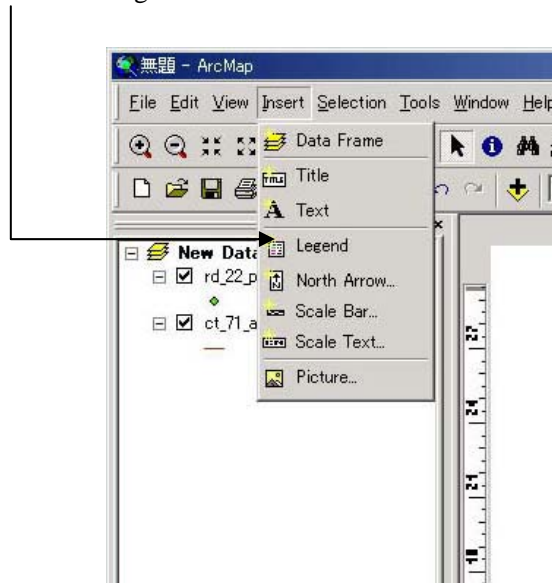 無題 - ArcMap
File Edit View Insert Selection Tools Window Help
Data Frame
Title
Text
Legend
North Arrow...
Scale Bar...
Scale Text...
Picture...
New Data
rd_22_p
ct_71_a